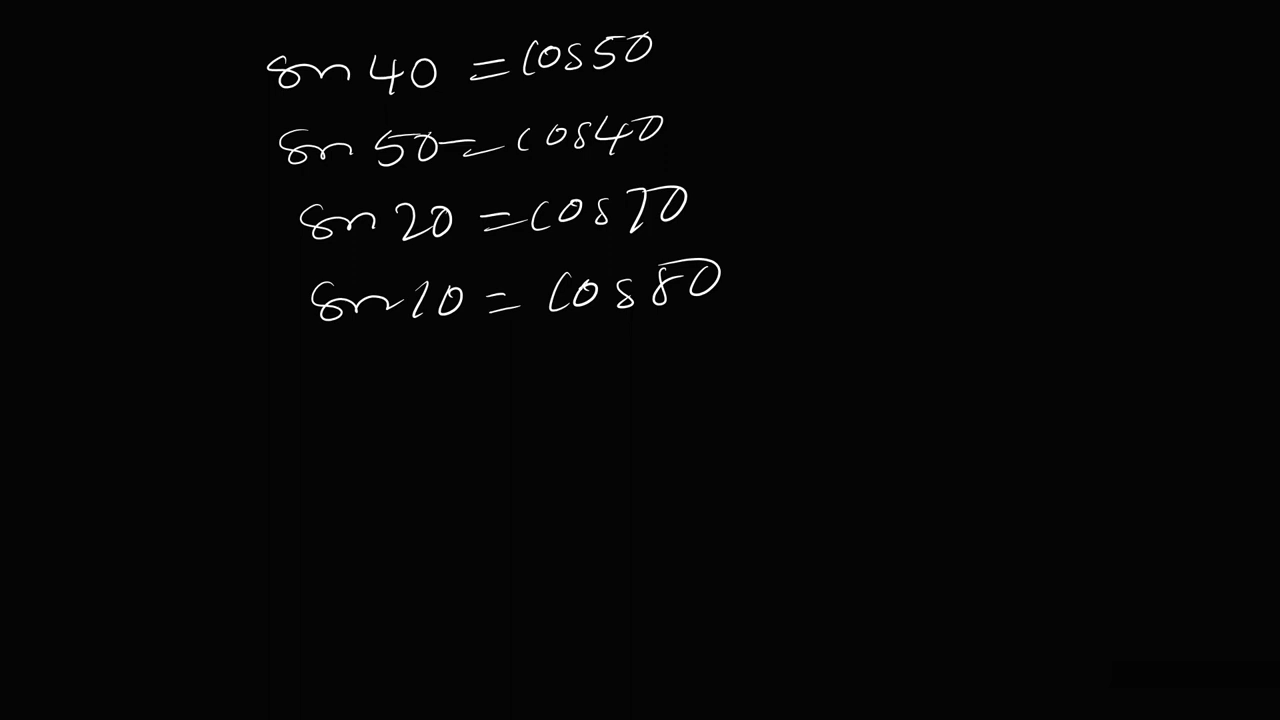 sin 40 = cos 50
sin 50 = cos 40
sin 20 = cos 70
sin 10 = cos 80